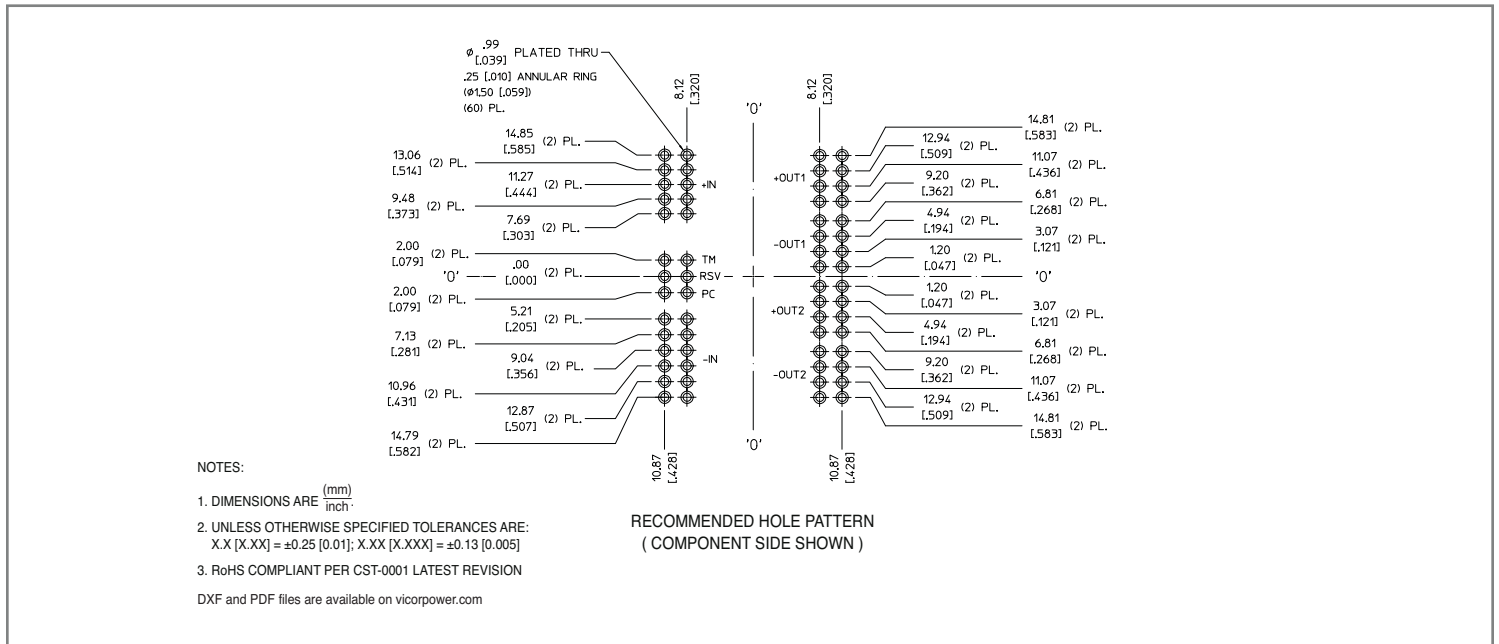 ø .99 PLATED THRU
[.039]
.25 [.010] ANNULAR RING
(ø1.50 [.059])
(60) PL.
8.12
[.320]
8.12
[.320]
'0'
14.85
[.585] (2) PL.
13.06
[.514] (2) PL.
11.27
[.444] (2) PL.
9.48
[.373] (2) PL.
7.69
[.303] (2) PL.
2.00
[.079] (2) PL.
'0'
.00
[.000] (2) PL.
2.00
[.079] (2) PL.
5.21
[.205] (2) PL.
7.13
[.281] (2) PL.
9.04
[.356] (2) PL.
10.96
[.431] (2) PL.
12.87
[.507] (2) PL.
14.79
[.582] (2) PL.
+IN
TM
RSV
PC
-IN
10.87
[.428]
'0'
+OUT1
-OUT1
+OUT2
-OUT2
10.87
[.428]
14.81
[.583] (2) PL.
12.94
[.509] (2) PL.
11.07
[.436] (2) PL.
9.20
[.362] (2) PL.
6.81
[.268] (2) PL.
4.94
[.194] (2) PL.
3.07
[.121] (2) PL.
1.20
[.047] (2) PL.
'0'
1.20
[.047] (2) PL.
3.07
[.121] (2) PL.
4.94
[.194] (2) PL.
6.81
[.268] (2) PL.
9.20
[.362] (2) PL.
11.07
[.436] (2) PL.
12.94
[.509] (2) PL.
14.81
[.583] (2) PL.
NOTES:
1. DIMENSIONS ARE (mm)
inch.
2. UNLESS OTHERWISE SPECIFIED TOLERANCES ARE:
X.X [X.XX] = ±0.25 [0.01]; X.XX [X.XXX] = ±0.13 [0.005]
3. RoHS COMPLIANT PER CST-0001 LATEST REVISION
DXF and PDF files are available on vicorpower.com
RECOMMENDED HOLE PATTERN
( COMPONENT SIDE SHOWN )